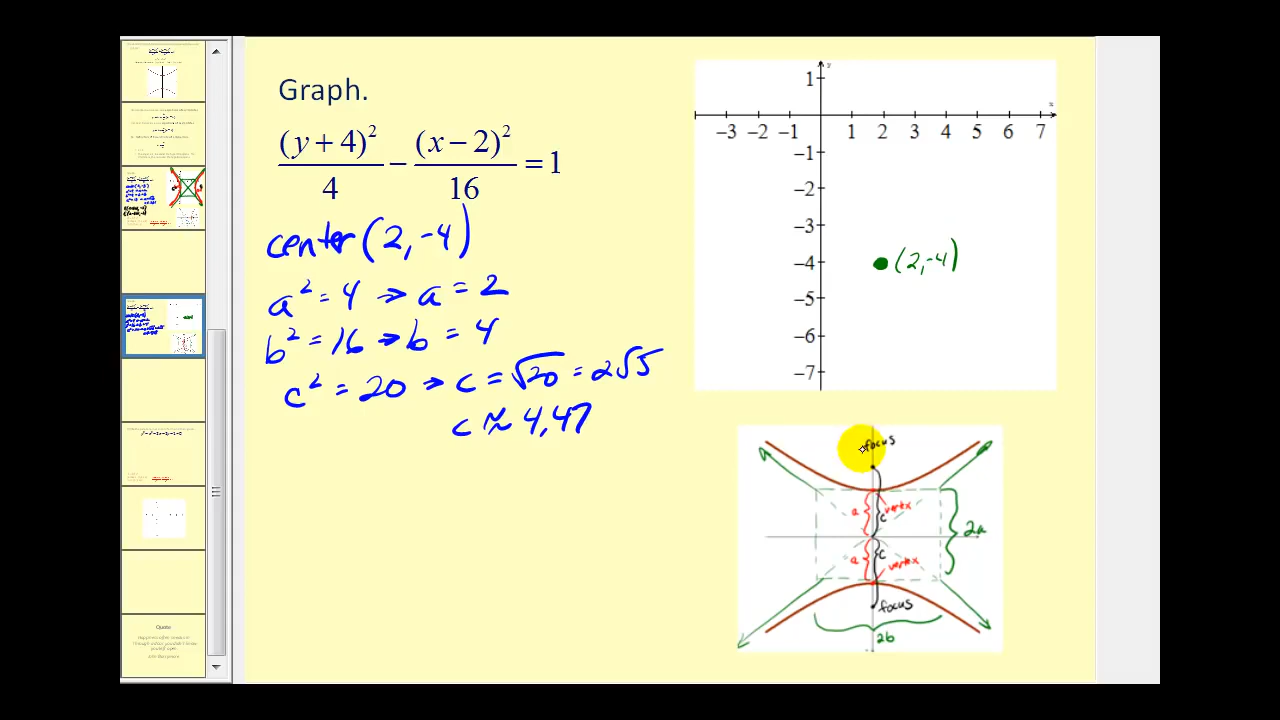 Graph.
(y + 4)² / 4 − (x − 2)² / 16 = 1
center (2, -4)
a² = 4 → a = 2
b² = 16 → b = 4
c² = 20 → c = √20 = 2√5
c ≈ 4.47
y
1
x
−3 −2 −1 1 2 3 4 5 6 7
−1
−2
−3
−4
(2, -4)
−5
−6
−7
focus
a
c
vertex
2a
a
c
vertex
focus
2b
Quote